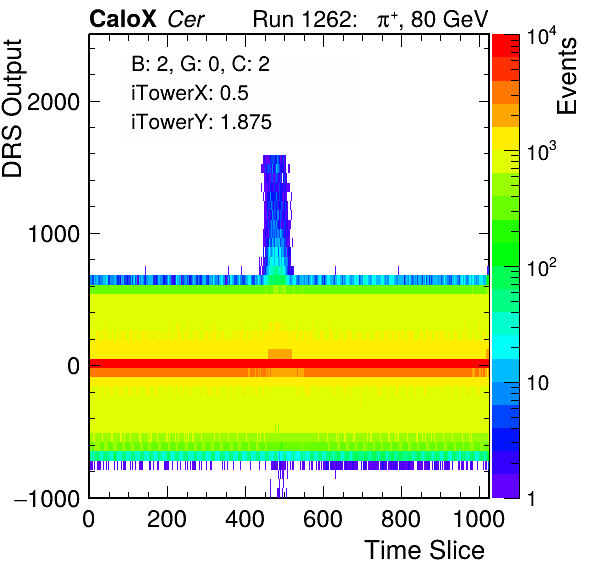 CaloX Cer Run 1262: π⁺, 80 GeV
B: 2, G: 0, C: 2
iTowerX: 0.5
iTowerY: 1.875
DRS Output
2000
1000
0
−1000
0 200 400 600 800 1000
Time Slice
Events
10⁴
10³
10²
10
1